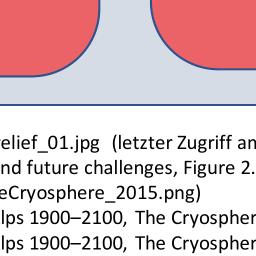 relief_01.jpg (letzter Zugriff an
nd future challenges, Figure 2.
eCryosphere_2015.png)
lps 1900–2100, The Cryospher
lps 1900–2100, The Cryospher